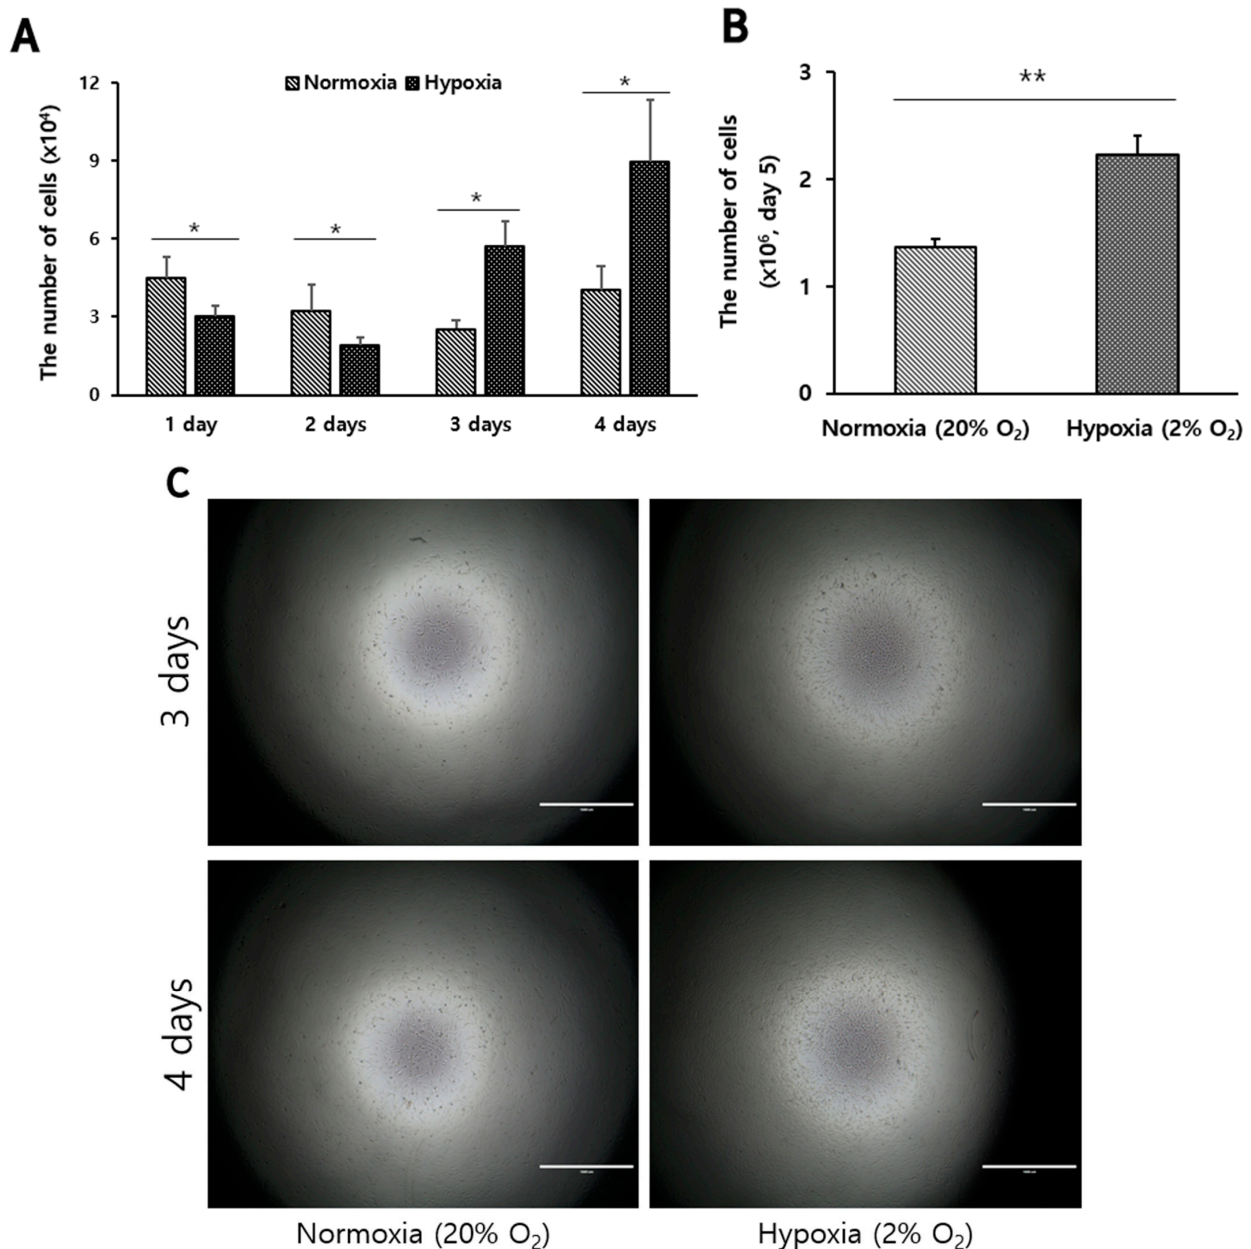 A
12
9
6
3
0
The number of cells (x10⁴)
Normoxia Hypoxia
*
*
*
*
1 day
2 days
3 days
4 days
B
3
2
1
0
The number of cells
(x10⁶, day 5)
**
Normoxia (20% O₂)
Hypoxia (2% O₂)
C
3 days
4 days
Normoxia (20% O₂)
Hypoxia (2% O₂)